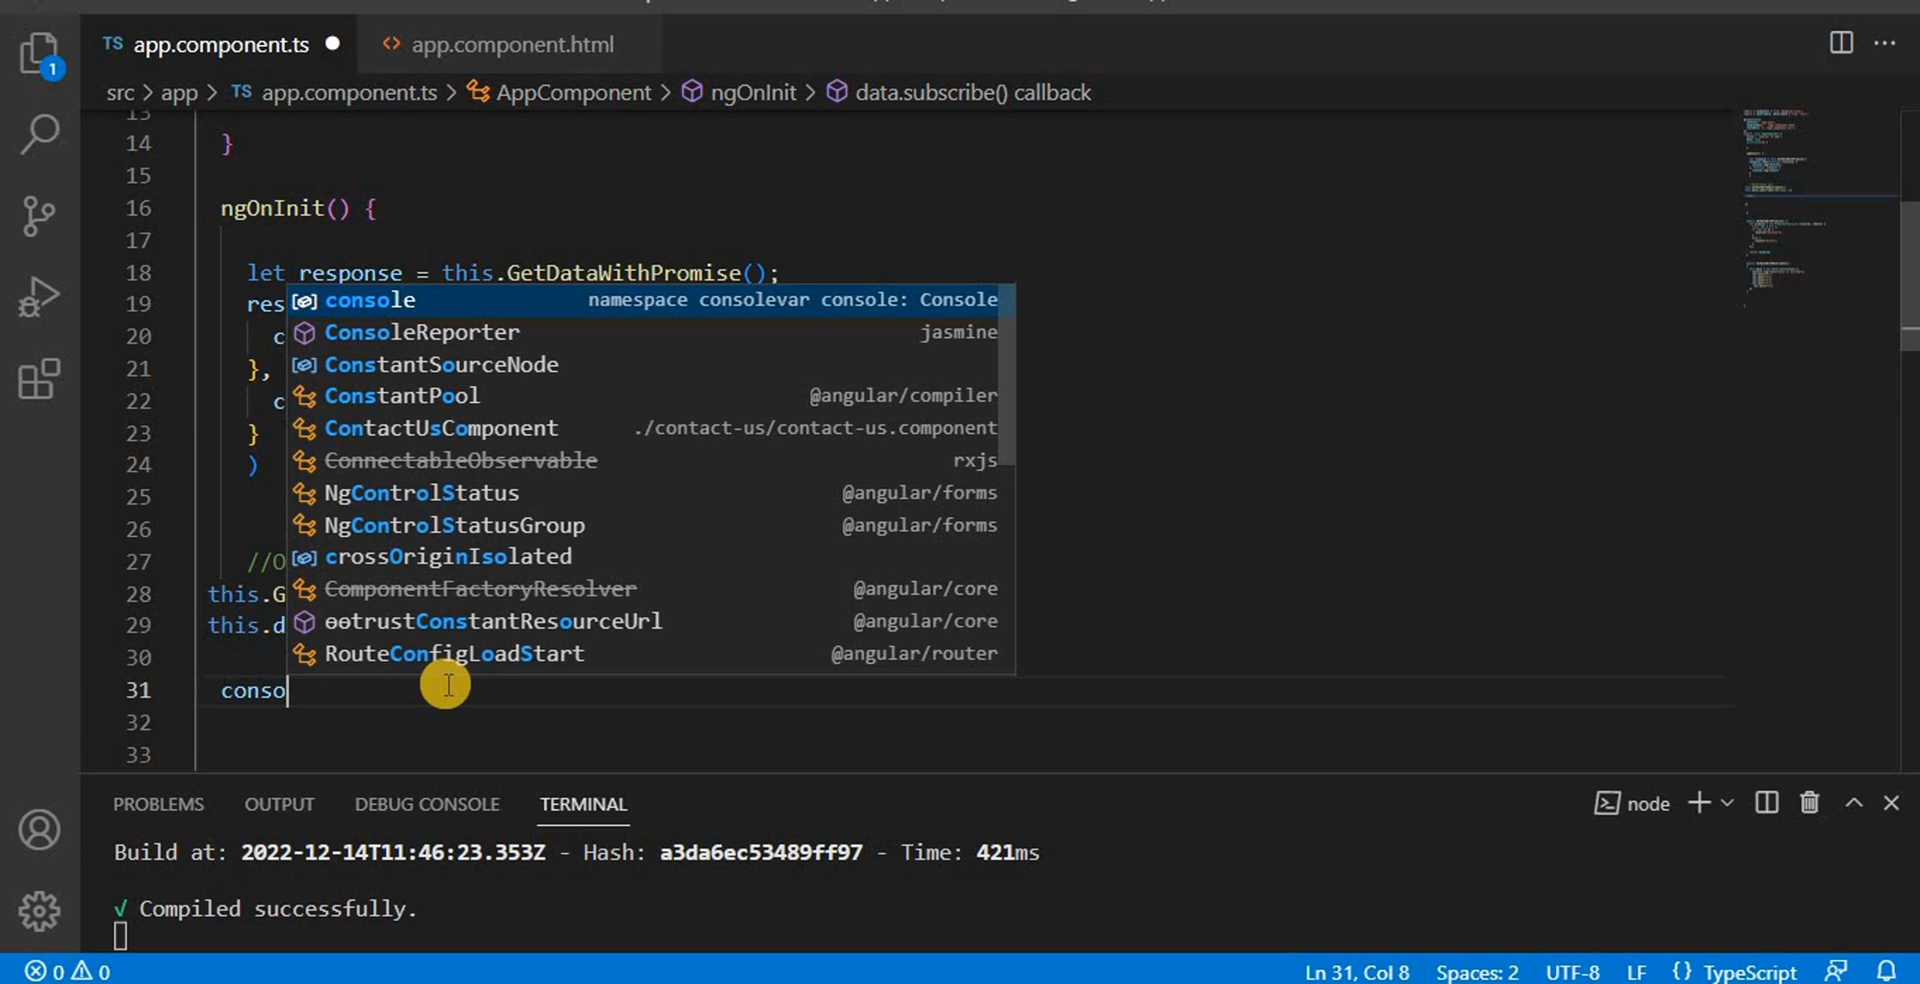 1
TS app.component.ts
<> app.component.html
src > app > TS app.component.ts > AppComponent > ngOnInit > data.subscribe() callback
13
14 }
15
16 ngOnInit() {
17
18 let response = this.GetDataWithPromise();
19 res
20 c
21 },
22 c
23 }
24 )
25
26
27 //O
28 this.G
29 this.d
30
31 conso
32
33
console namespace consolevar console: Console
ConsoleReporter jasmine
ConstantSourceNode
ConstantPool @angular/compiler
ContactUsComponent ./contact-us/contact-us.component
ConnectableObservable rxjs
NgControlStatus @angular/forms
NgControlStatusGroup @angular/forms
crossOriginIsolated
ComponentFactoryResolver @angular/core
ɵɵtrustConstantResourceUrl @angular/core
RouteConfigLoadStart @angular/router
PROBLEMS OUTPUT DEBUG CONSOLE TERMINAL
node
Build at: 2022-12-14T11:46:23.353Z - Hash: a3da6ec53489ff97 - Time: 421ms
√ Compiled successfully.
0 0
Ln 31, Col 8 Spaces: 2 UTF-8 LF {} TypeScript